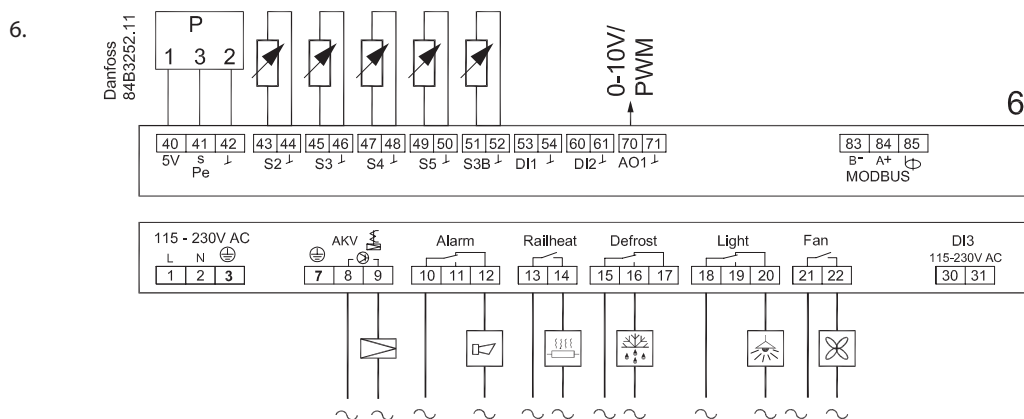 6.
Danfoss
84B3252.11
P
1 3 2
0-10V/
PWM
6
40 41 42 43 44 45 46 47 48 49 50 51 52 53 54 60 61 70 71 83 84 85
5V s ⊥ S2 ⊥ S3 ⊥ S4 ⊥ S5 ⊥ S3B ⊥ DI1 ⊥ DI2 ⊥ AO1 ⊥ B- A+
Pe MODBUS
115 - 230V AC AKV Alarm Railheat Defrost Light Fan DI3
L N 115-230V AC
1 2 3 7 8 9 10 11 12 13 14 15 16 17 18 19 20 21 22 30 31